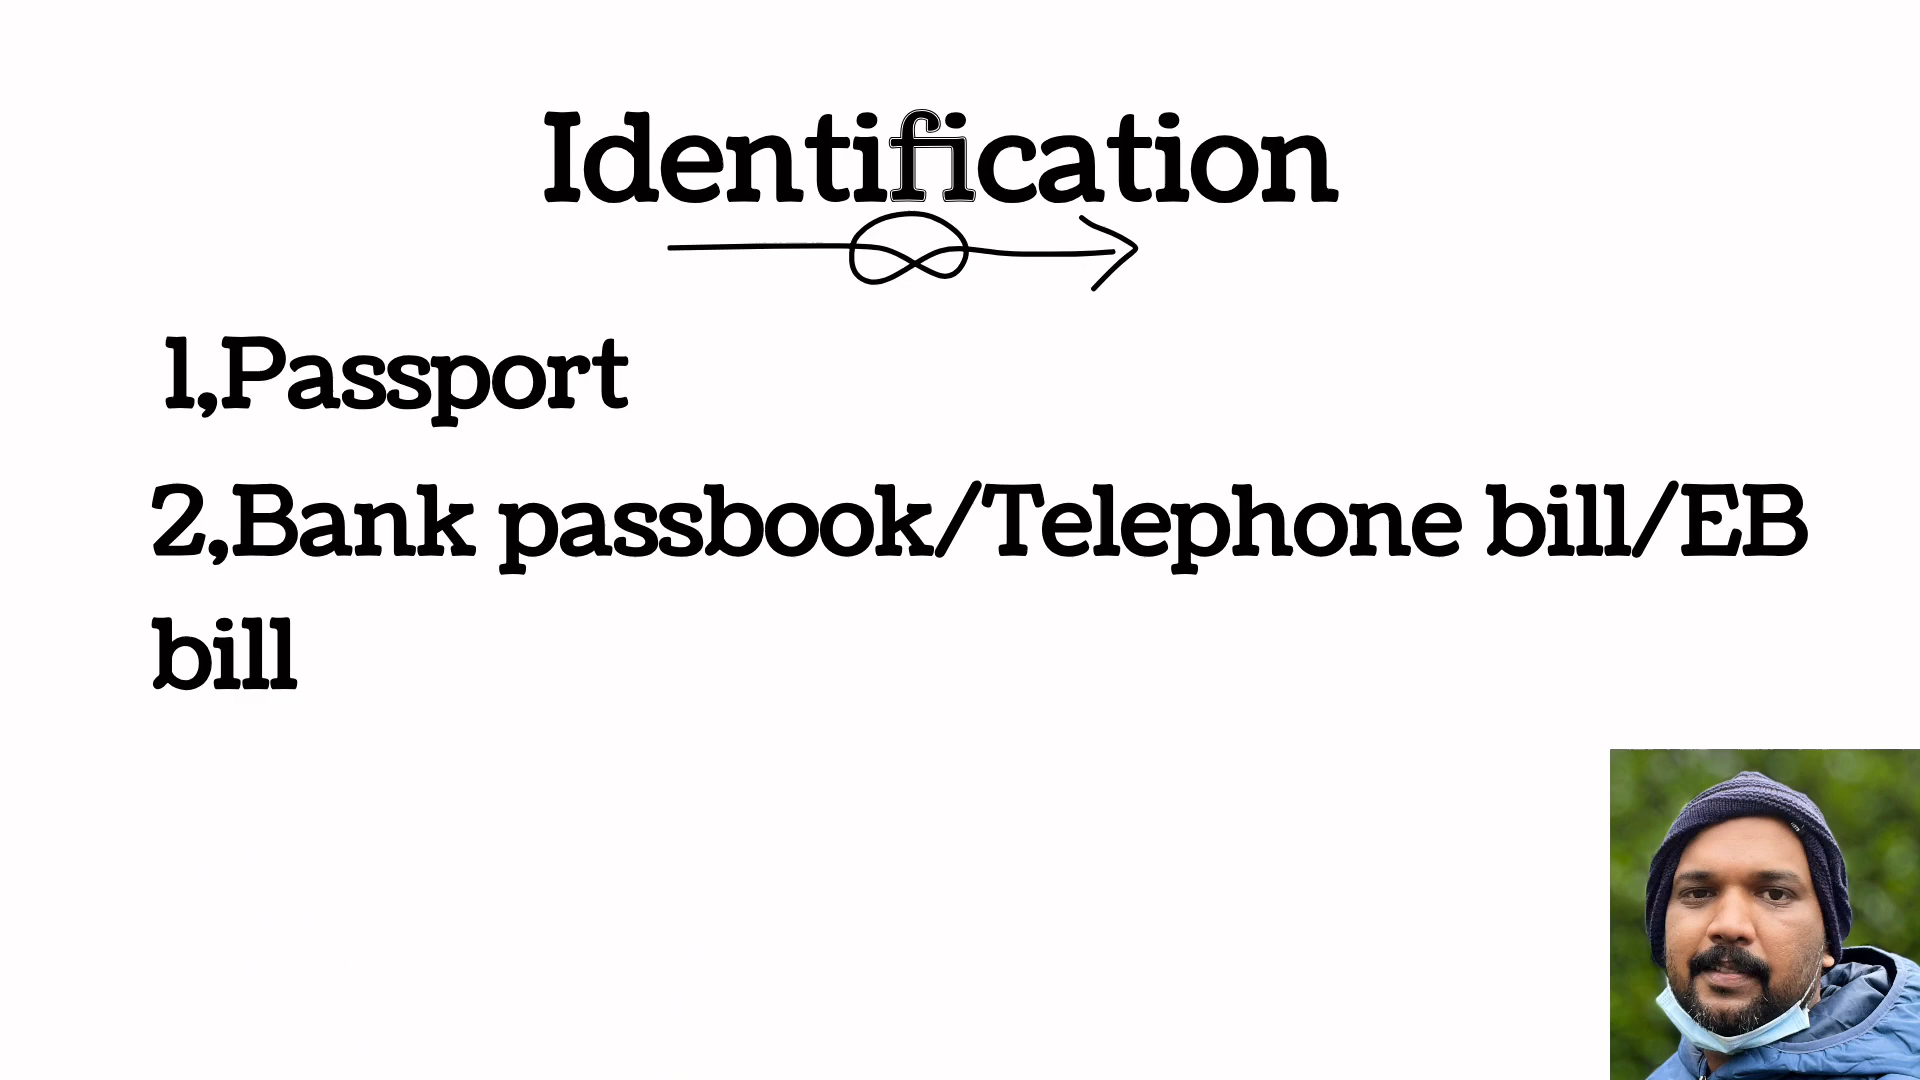 Identification
1,Passport
2,Bank passbook/Telephone bill/EB
bill